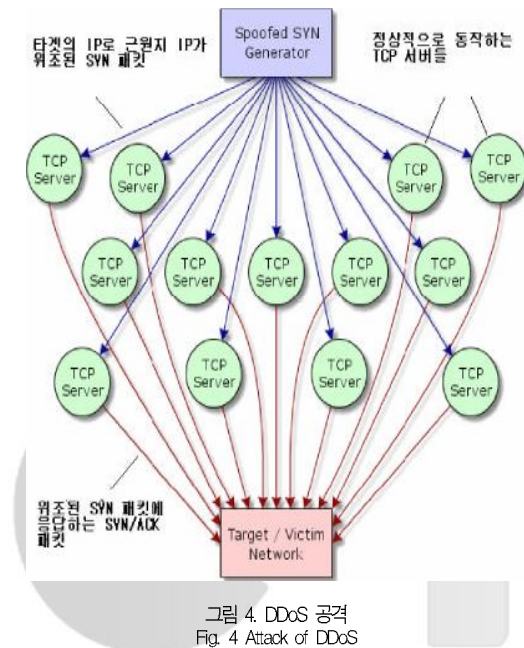 Spoofed SYN
Generator
타겟의 IP로 근원지 IP가
위조된 SYN 패킷
정상적으로 동작하는
TCP 서버들
TCP
Server
TCP
Server
TCP
Server
TCP
Server
TCP
Server
TCP
Server
TCP
Server
TCP
Server
TCP
Server
TCP
Server
TCP
Server
TCP
Server
TCP
Server
위조된 SYN 패킷에
응답하는 SYN/ACK
패킷
Target / Victim
Network
그림 4. DDoS 공격
Fig. 4 Attack of DDoS